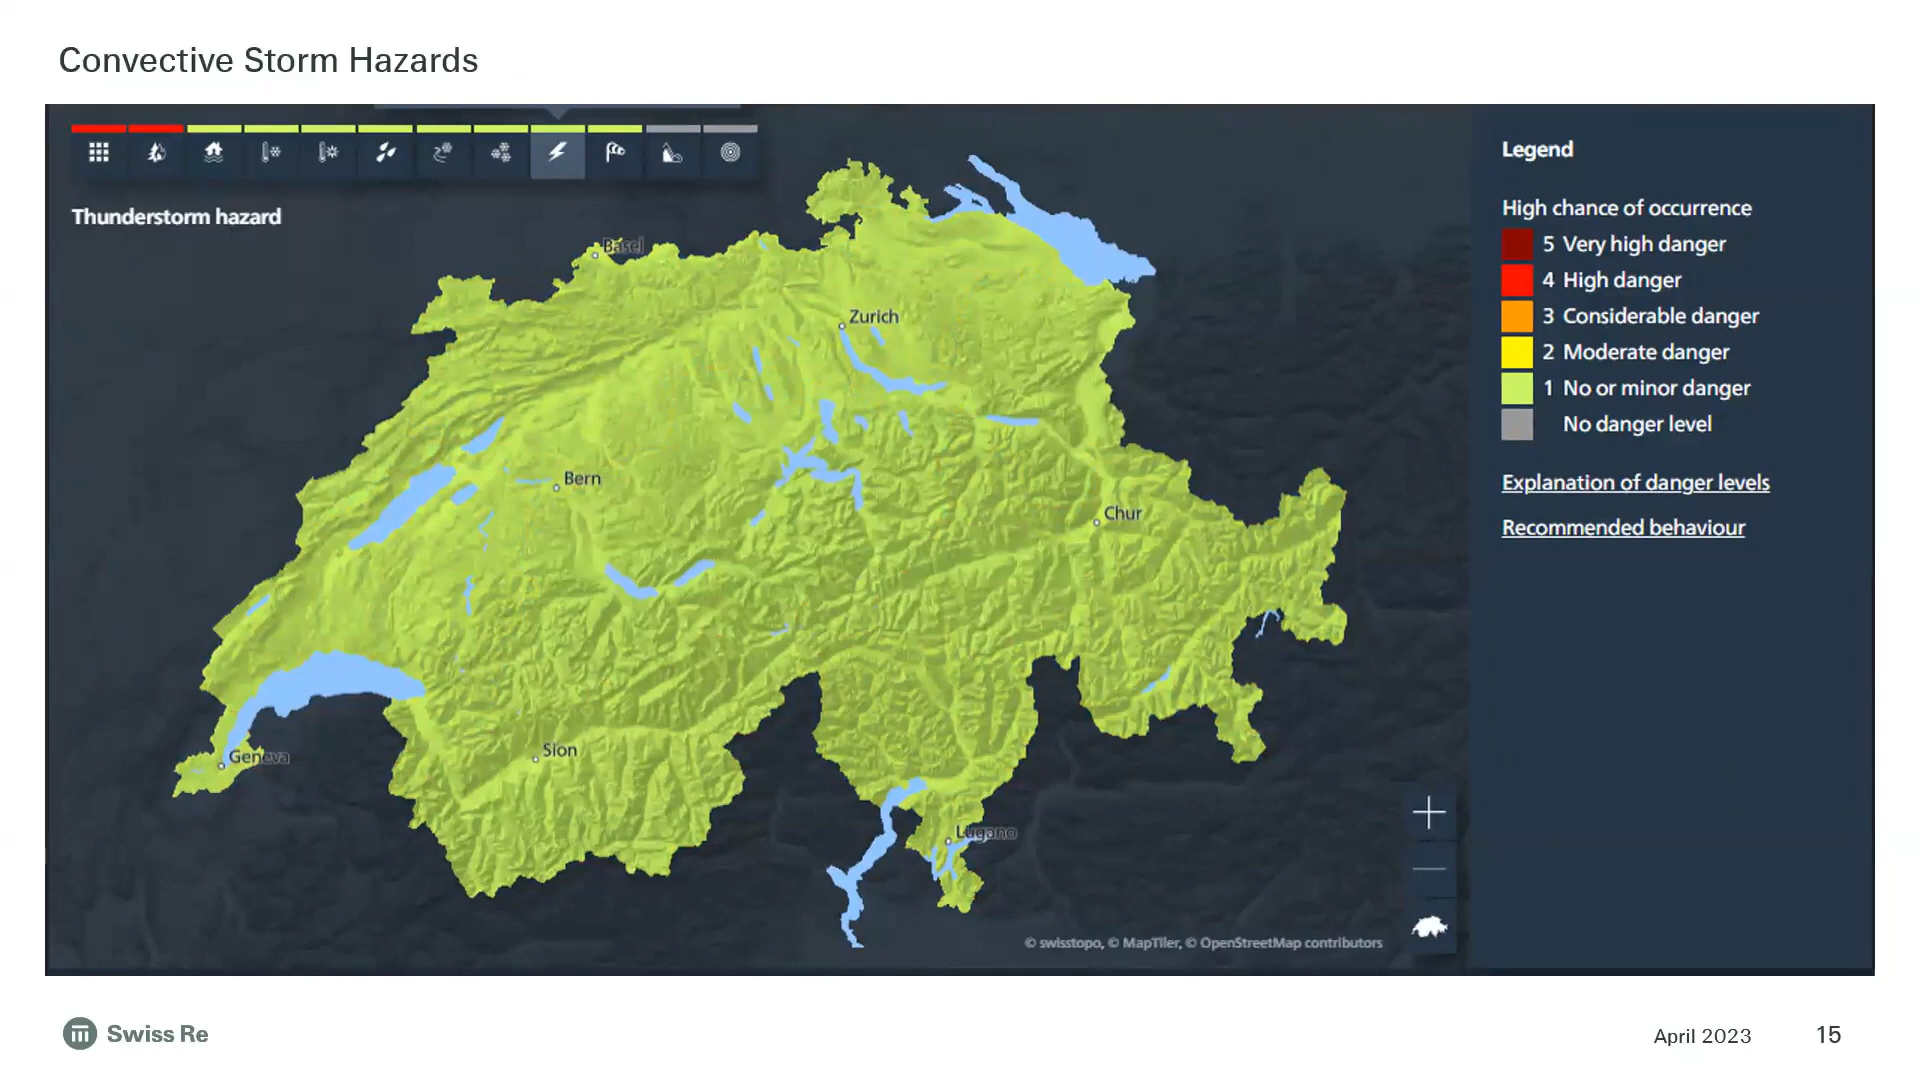 Convective Storm Hazards
Thunderstorm hazard
Basel
Zurich
Bern
Chur
Geneva
Sion
Lugano
© swisstopo, © MapTiler, © OpenStreetMap contributors
Legend
High chance of occurrence
5 Very high danger
4 High danger
3 Considerable danger
2 Moderate danger
1 No or minor danger
No danger level
Explanation of danger levels
Recommended behaviour
Swiss Re
April 2023
15